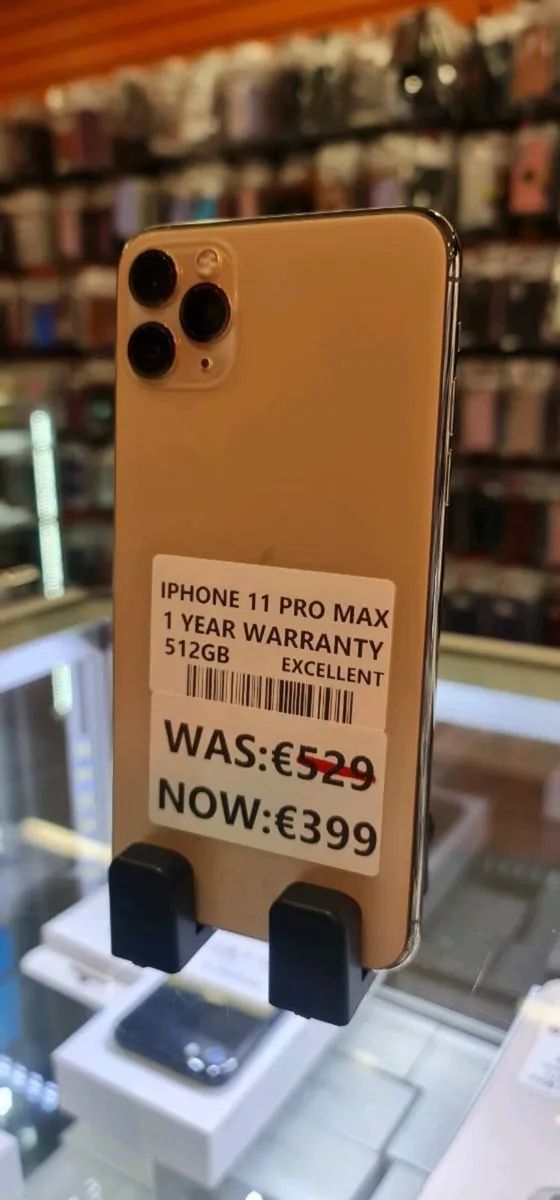 IPHONE 11 PRO MAX
1 YEAR WARRANTY
512GB EXCELLENT
WAS:€529
NOW:€399